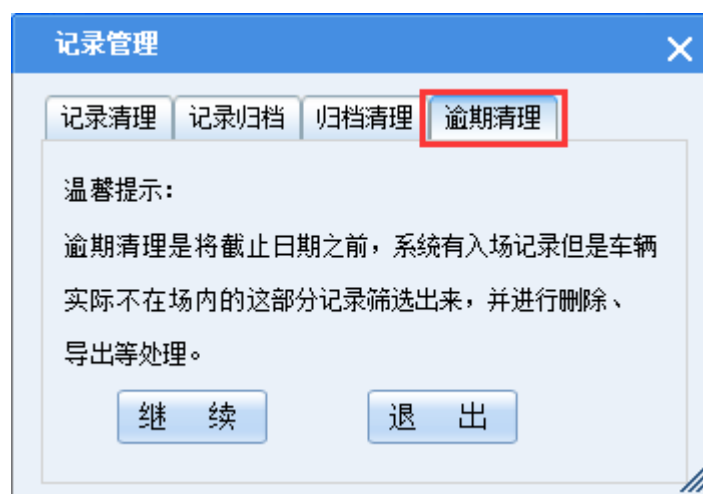 记录管理
记录清理 记录归档 归档清理 逾期清理
温馨提示：
逾期清理是将截止日期之前，系统有入场记录但是车辆
实际不在场内的这部分记录筛选出来，并进行删除、
导出等处理。
继 续 退 出